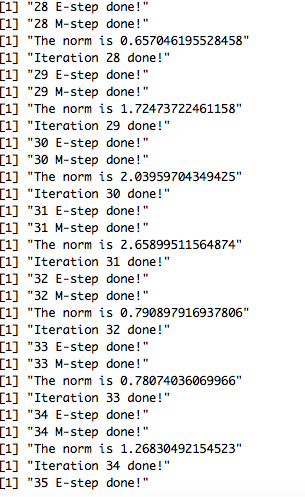 [1] "28 E-step done!"
[1] "28 M-step done!"
[1] "The norm is 0.657046195528458"
[1] "Iteration 28 done!"
[1] "29 E-step done!"
[1] "29 M-step done!"
[1] "The norm is 1.72473722461158"
[1] "Iteration 29 done!"
[1] "30 E-step done!"
[1] "30 M-step done!"
[1] "The norm is 2.03959704349425"
[1] "Iteration 30 done!"
[1] "31 E-step done!"
[1] "31 M-step done!"
[1] "The norm is 2.65899511564874"
[1] "Iteration 31 done!"
[1] "32 E-step done!"
[1] "32 M-step done!"
[1] "The norm is 0.790897916937806"
[1] "Iteration 32 done!"
[1] "33 E-step done!"
[1] "33 M-step done!"
[1] "The norm is 0.78074036069966"
[1] "Iteration 33 done!"
[1] "34 E-step done!"
[1] "34 M-step done!"
[1] "The norm is 1.26830492154523"
[1] "Iteration 34 done!"
[1] "35 E-step done!"